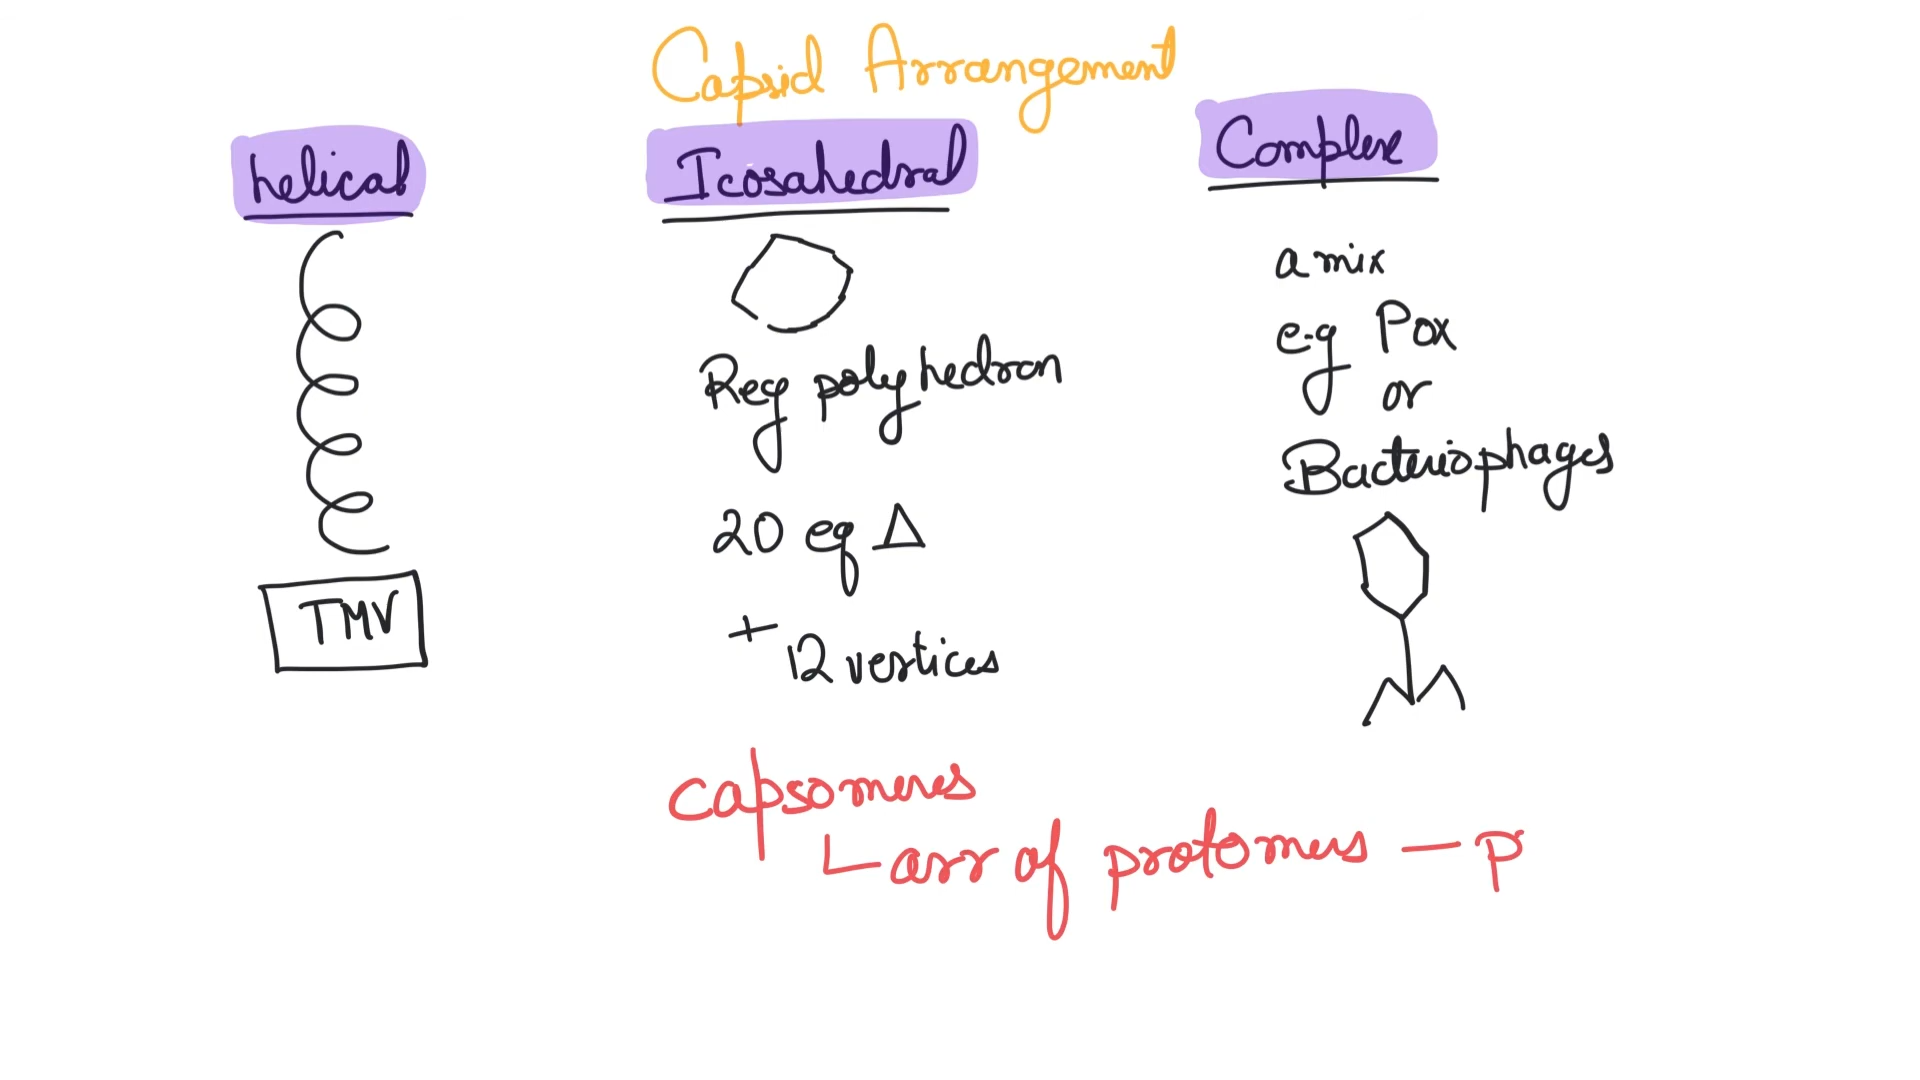 Capsid Arrangement
helical
TMV
Icosahedral
Reg polyhedron
20 eq Δ
+ 12 vertices
Complex
a mix
e.g Pox
or
Bacteriophages
capsomeres
arr of protomers — p